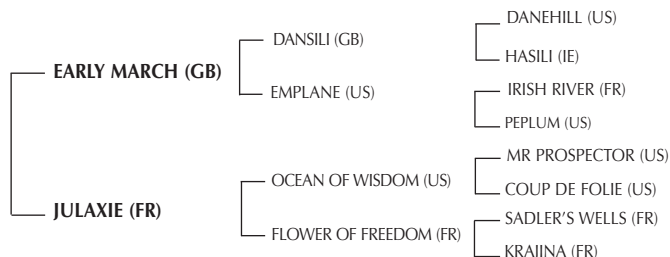 DANEHILL (US)
DANSILI (GB)
HASILI (IE)
EARLY MARCH (GB)
IRISH RIVER (FR)
EMPLANE (US)
PEPLUM (US)
MR PROSPECTOR (US)
OCEAN OF WISDOM (US)
COUP DE FOLIE (US)
JULAXIE (FR)
SADLER'S WELLS (FR)
FLOWER OF FREEDOM (FR)
KRAJINA (FR)